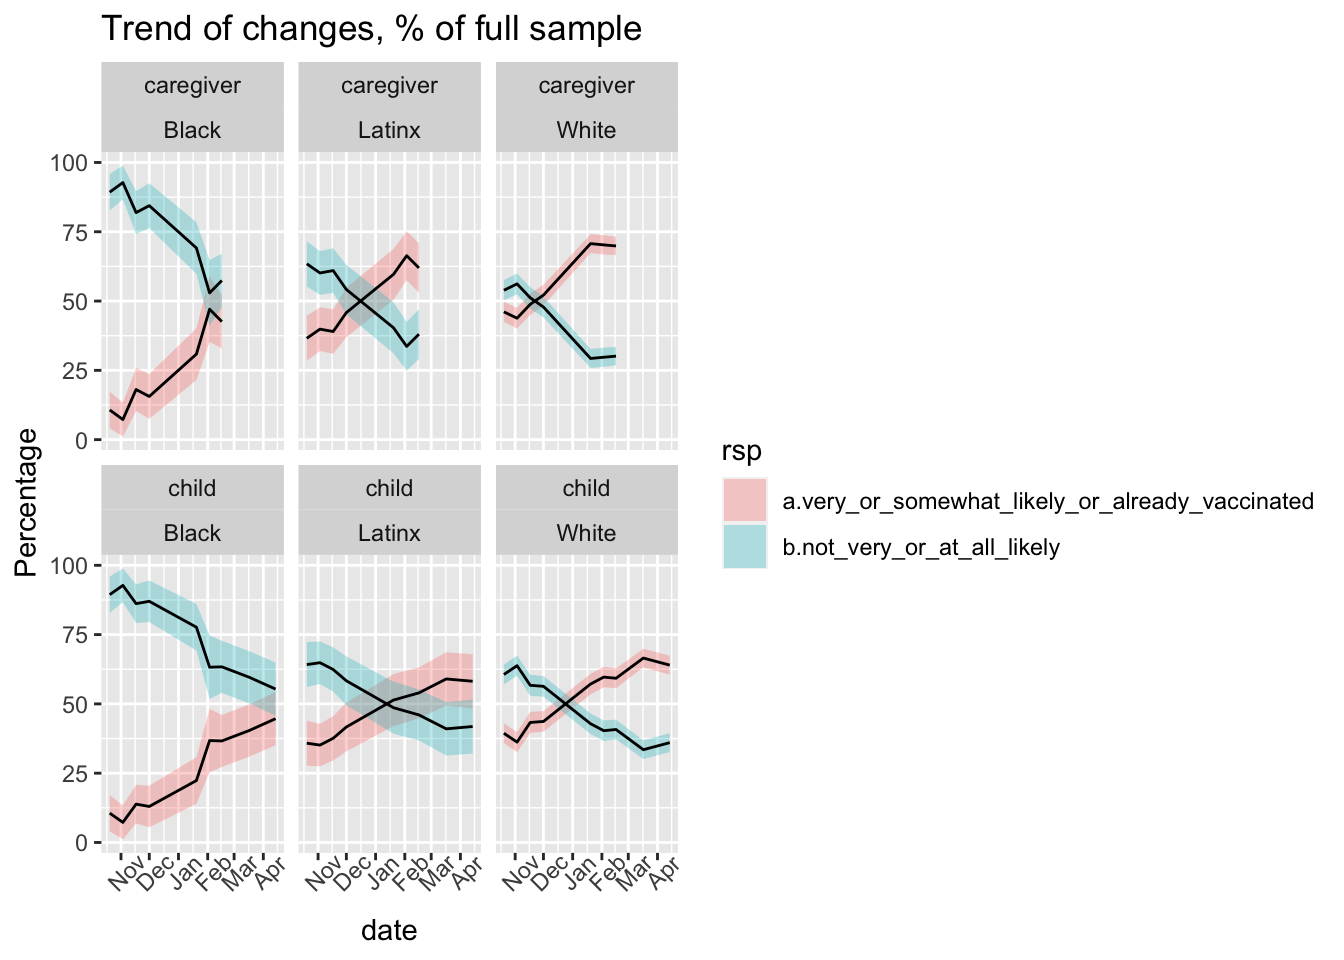 Trend of changes, % of full sample
caregiver caregiver caregiver
Black Latinx White
100
75
50
25
0
Percentage
child child child
Black Latinx White
100
75
50
25
0
Nov Dec Jan Feb Mar Apr Nov Dec Jan Feb Mar Apr Nov Dec Jan Feb Mar Apr
date
rsp
a.very_or_somewhat_likely_or_already_vaccinated
b.not_very_or_at_all_likely